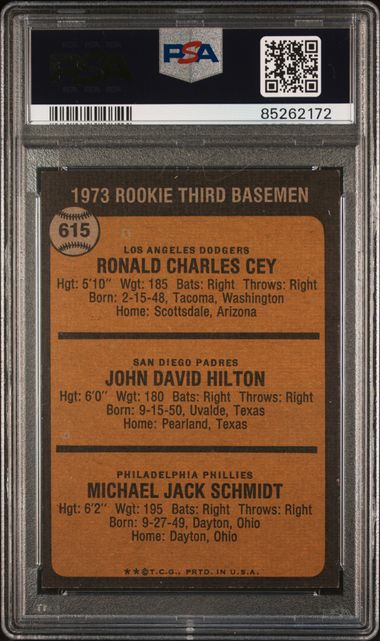 PSA
PSA
85262172
1973 ROOKIE THIRD BASEMEN
615
LOS ANGELES DODGERS
RONALD CHARLES CEY
Hgt: 5'10" Wgt: 185 Bats: Right Throws: Right
Born: 2-15-48, Tacoma, Washington
Home: Scottsdale, Arizona
SAN DIEGO PADRES
JOHN DAVID HILTON
Hgt: 6'0" Wgt: 180 Bats: Right Throws: Right
Born: 9-15-50, Uvalde, Texas
Home: Pearland, Texas
PHILADELPHIA PHILLIES
MICHAEL JACK SCHMIDT
Hgt: 6'2" Wgt: 195 Bats: Right Throws: Right
Born: 9-27-49, Dayton, Ohio
Home: Dayton, Ohio
**©T.C.G., PRTD. IN U.S.A.